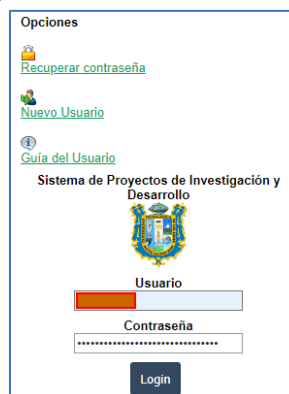 Opciones
Recuperar contraseña
Nuevo Usuario
Guía del Usuario
Sistema de Proyectos de Investigación y
Desarrollo
Usuario
Contraseña
••••••••••••••••••••••••••••••••
Login